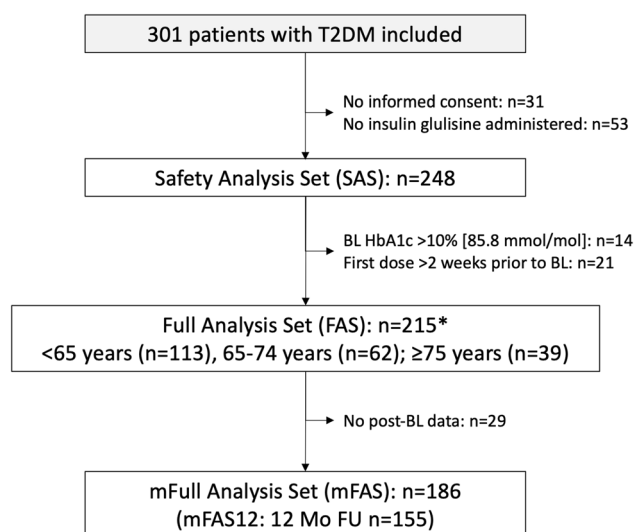 301 patients with T2DM included
No informed consent: n=31
No insulin glulisine administered: n=53
Safety Analysis Set (SAS): n=248
BL HbA1c >10% [85.8 mmol/mol]: n=14
First dose >2 weeks prior to BL: n=21
Full Analysis Set (FAS): n=215*
<65 years (n=113), 65-74 years (n=62); ≥75 years (n=39)
No post-BL data: n=29
mFull Analysis Set (mFAS): n=186
(mFAS12: 12 Mo FU n=155)